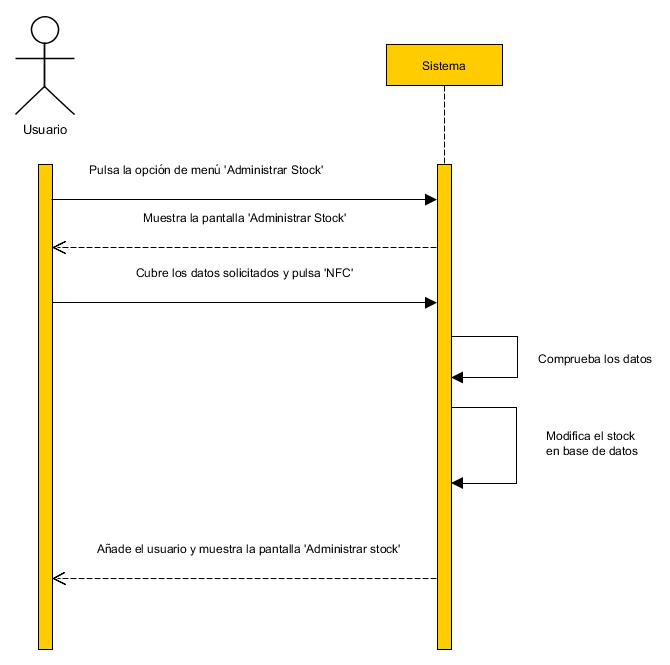 Sistema
Usuario
Pulsa la opción de menú 'Administrar Stock'
Muestra la pantalla 'Administrar Stock'
Cubre los datos solicitados y pulsa 'NFC'
Comprueba los datos
Modifica el stock
en base de datos
Añade el usuario y muestra la pantalla 'Administrar stock'